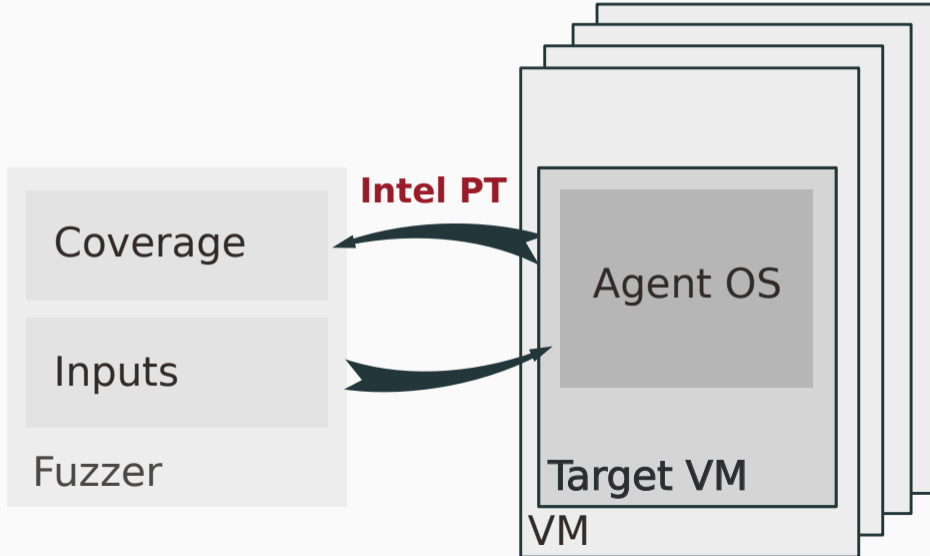 Intel PT
Coverage
Inputs
Fuzzer
Agent OS
Target VM
VM